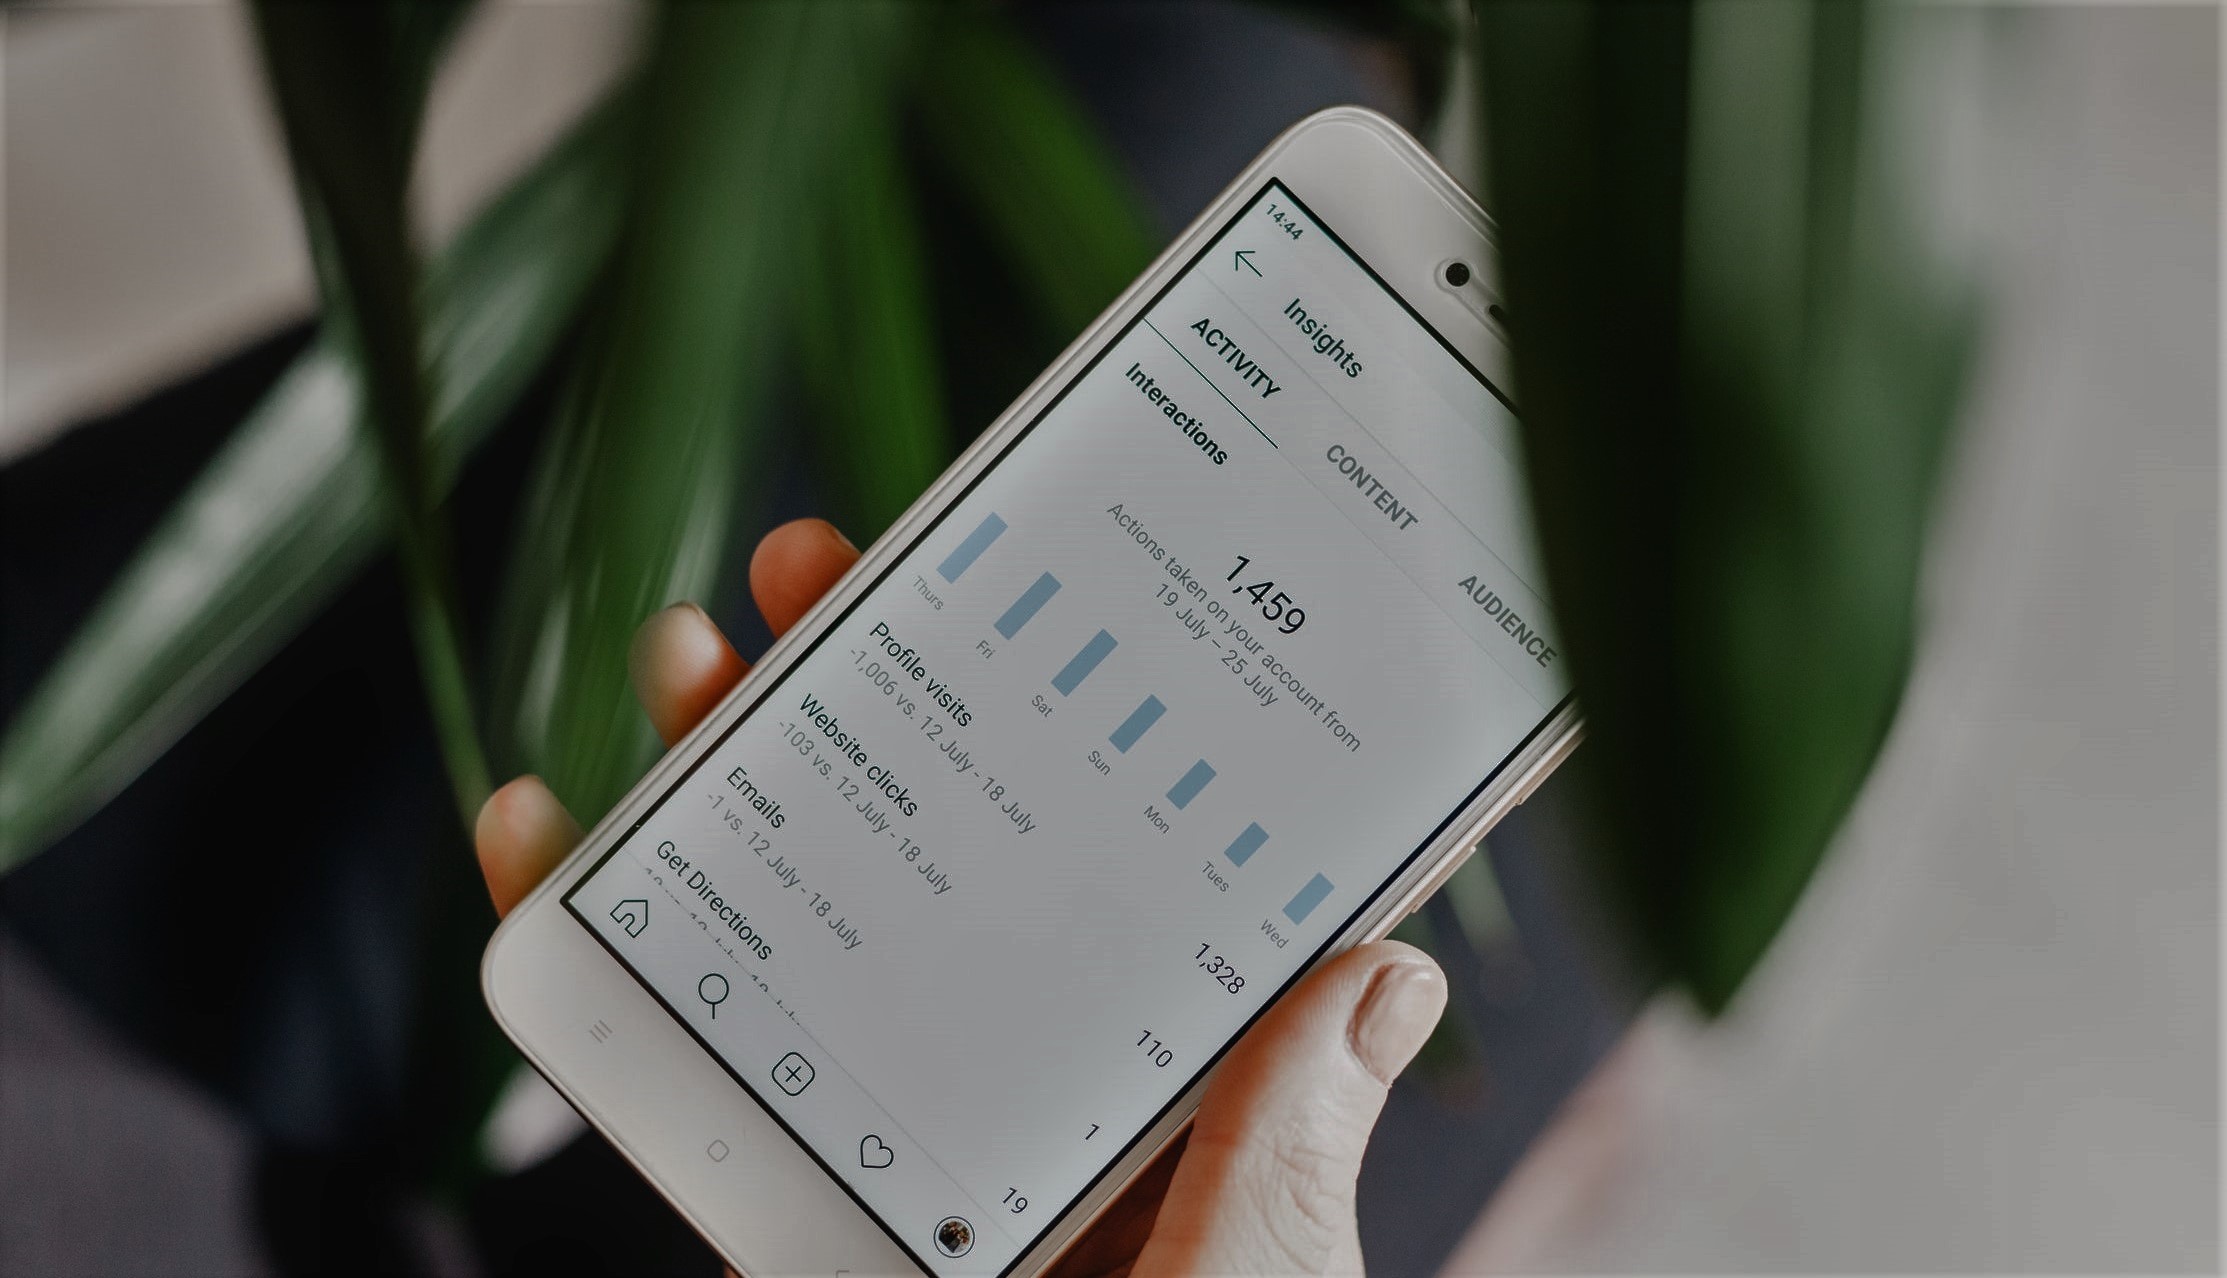 14:44
Insights
ACTIVITY
CONTENT
AUDIENCE
Interactions
1,459
Actions taken on your account from
19 July – 25 July
Thurs
Fri
Sat
Sun
Mon
Tues
Wed
Profile visits
1,328
-1,006 vs. 12 July - 18 July
Website clicks
110
-103 vs. 12 July - 18 July
Emails
1
-1 vs. 12 July - 18 July
Get Directions
19